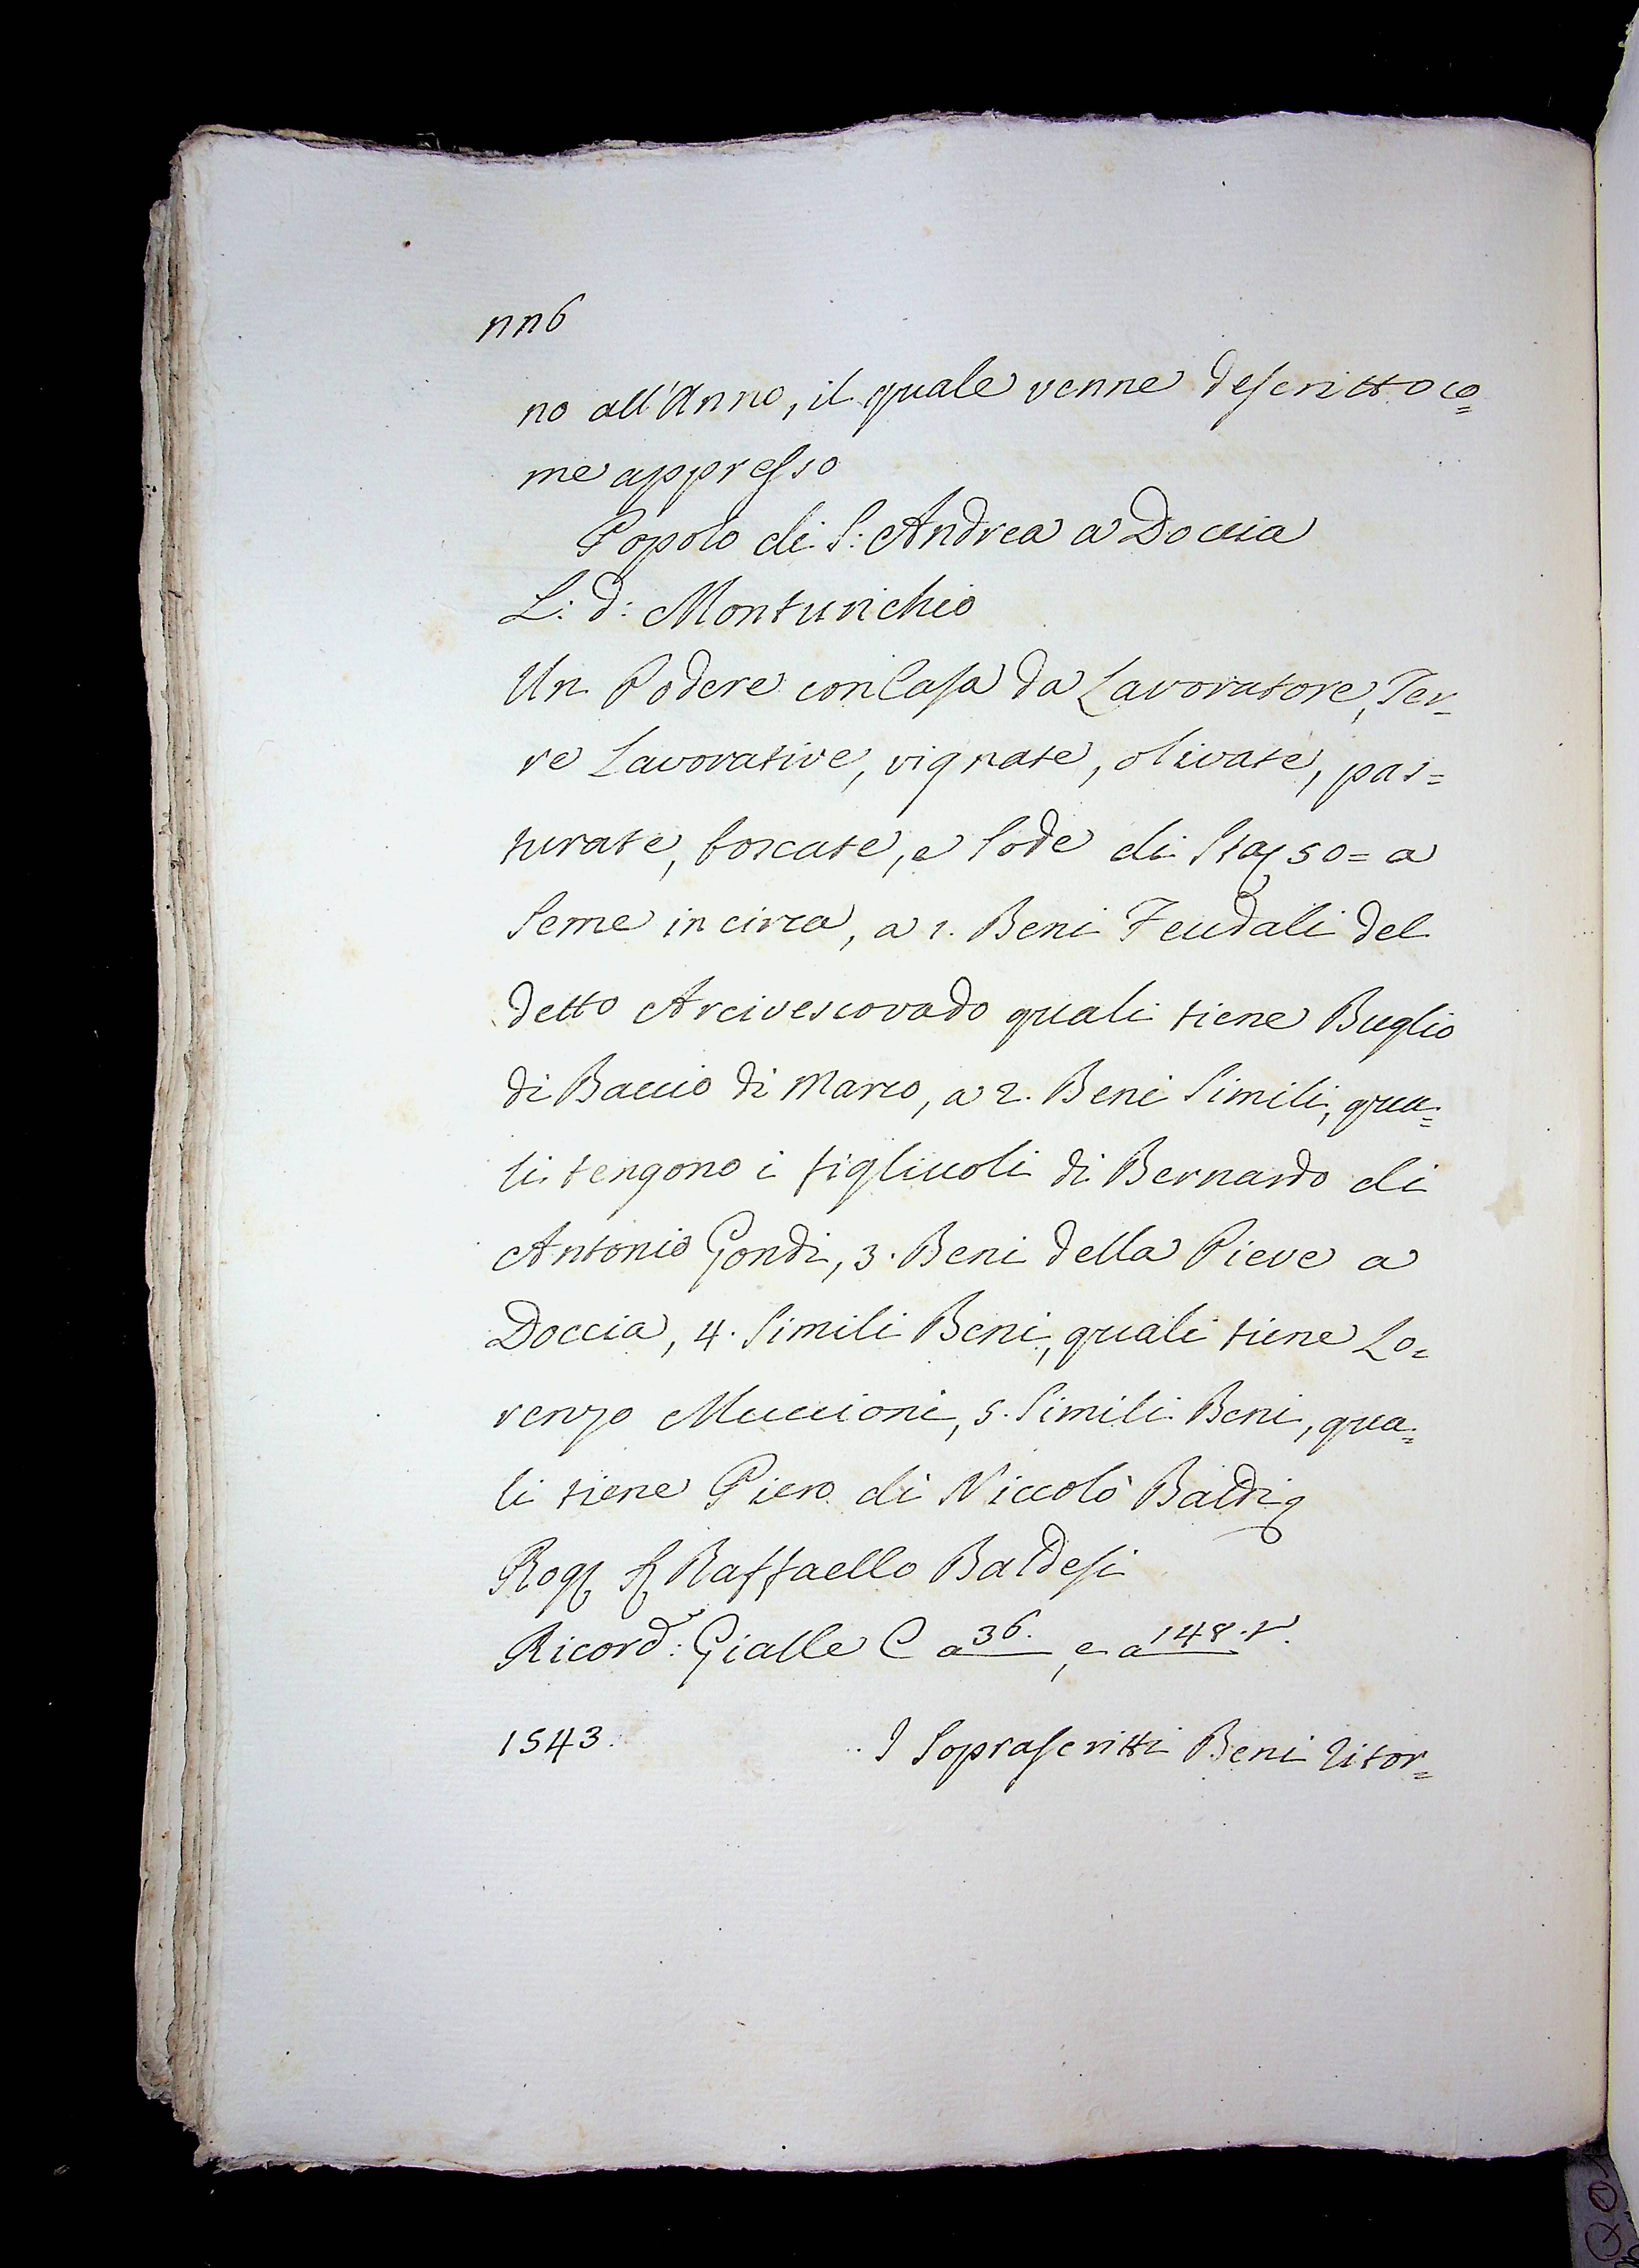 nn6
no all'Anno, il quale venne descritto co=
me appresso
Popolo di S: Andrea a Doccia
L: d: Monturichio
Un Podere con Casa da Lavoratore, Ter-
re Lavorative, vignate, olivate, pas=
turate, boscate, e sode di Staq 50= a
seme in circa, a 1. Beni Feudali del
detto Arcivescovado quali tiene Buglio
di Baccio di Marco, a 2. Beni simili, qua=
li tengono i figliuoli di Bernardo di
Antonio Gondi, 3. Beni della Pieve a
Doccia, 4. simili Beni, quali tiene Lo=
renzo Muccioni, 5. simili Beni, qua=
li tiene Piero di Niccolò Baldi
Rog Raffaello Baldesi
Ricord: Gialle C a 36. e a 148.
1543. I soprascritti Beni ritor=